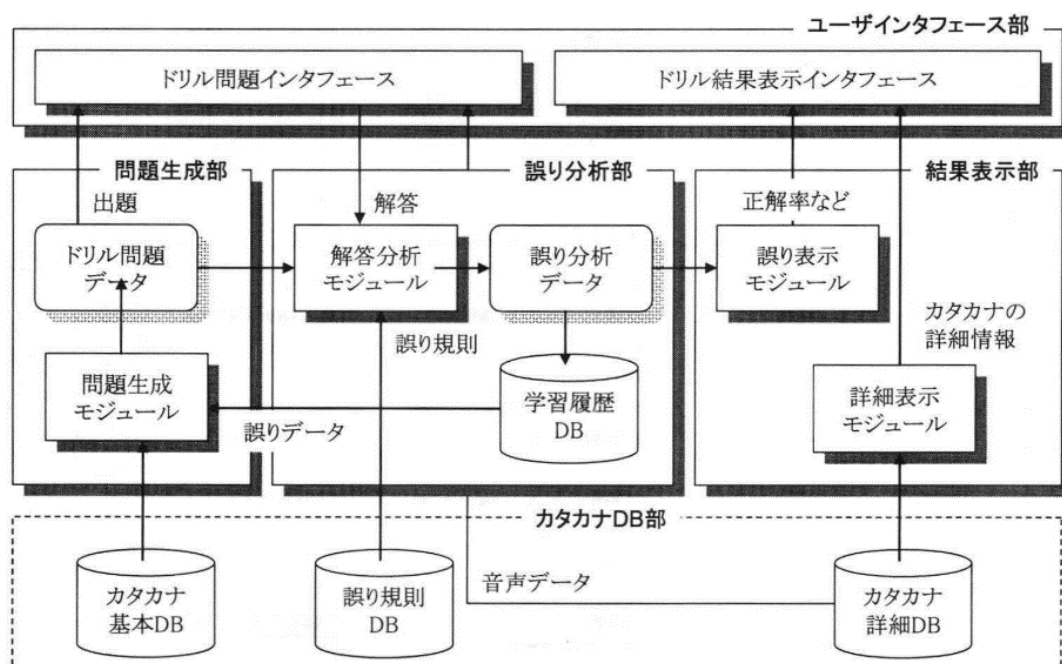 ユーザインタフェース部
ドリル問題インタフェース
ドリル結果表示インタフェース
問題生成部
誤り分析部
結果表示部
出題
解答
正解率など
ドリル問題
データ
解答分析
モジュール
誤り分析
データ
誤り表示
モジュール
誤り規則
カタカナの
詳細情報
問題生成
モジュール
誤りデータ
学習履歴
DB
詳細表示
モジュール
カタカナDB部
カタカナ
基本DB
誤り規則
DB
音声データ
カタカナ
詳細DB